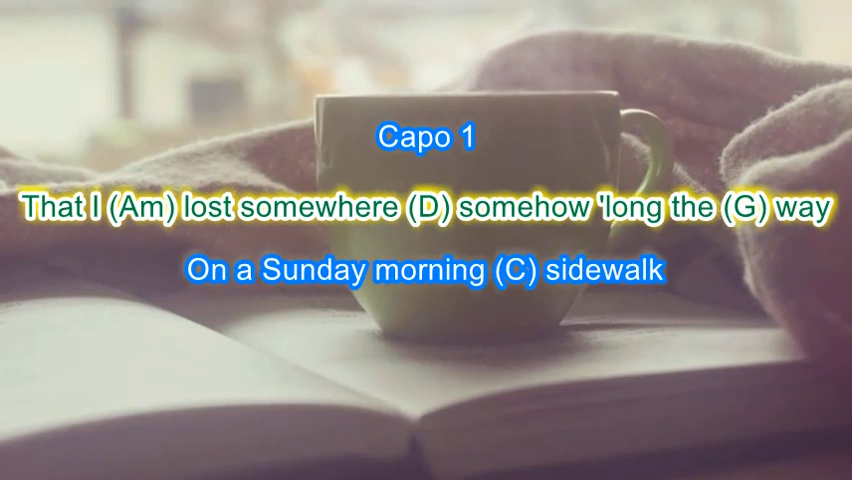 Capo 1
That I (Am) lost somewhere (D) somehow 'long the (G) way
On a Sunday morning (C) sidewalk